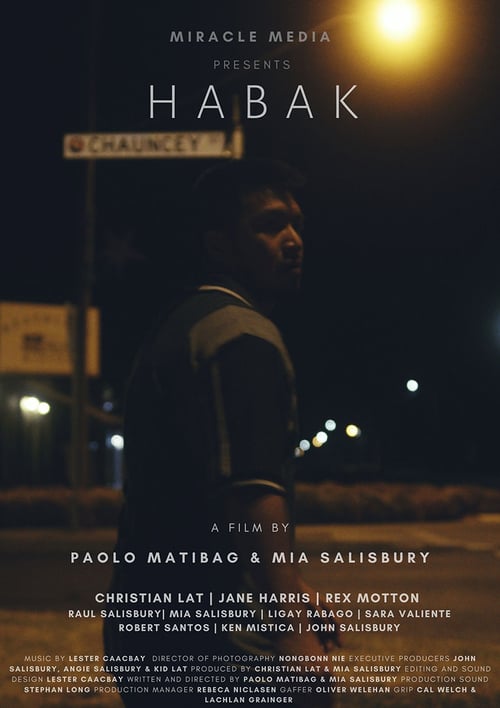 MIRACLE MEDIA
PRESENTS
HABAK
CHAUNCEY
A FILM BY
PAOLO MATIBAG & MIA SALISBURY
CHRISTIAN LAT | JANE HARRIS | REX MOTTON
RAUL SALISBURY| MIA SALISBURY | LIGAY RABAGO | SARA VALIENTE
ROBERT SANTOS | KEN MISTICA | JOHN SALISBURY
MUSIC BY LESTER CAACBAY DIRECTOR OF PHOTOGRAPHY NONGBONN NIE EXECUTIVE PRODUCERS JOHN
SALISBURY, ANGIE SALISBURY & KID LAT PRODUCED BY CHRISTIAN LAT & MIA SALISBURY EDITING AND SOUND
DESIGN LESTER CAACBAY WRITTEN AND DIRECTED BY PAOLO MATIBAG & MIA SALISBURY PRODUCTION SOUND
STEPHAN LONG PRODUCTION MANAGER REBECA NICLASEN GAFFER OLIVER WELEHAN GRIP CAL WELCH &
LACHLAN GRAINGER